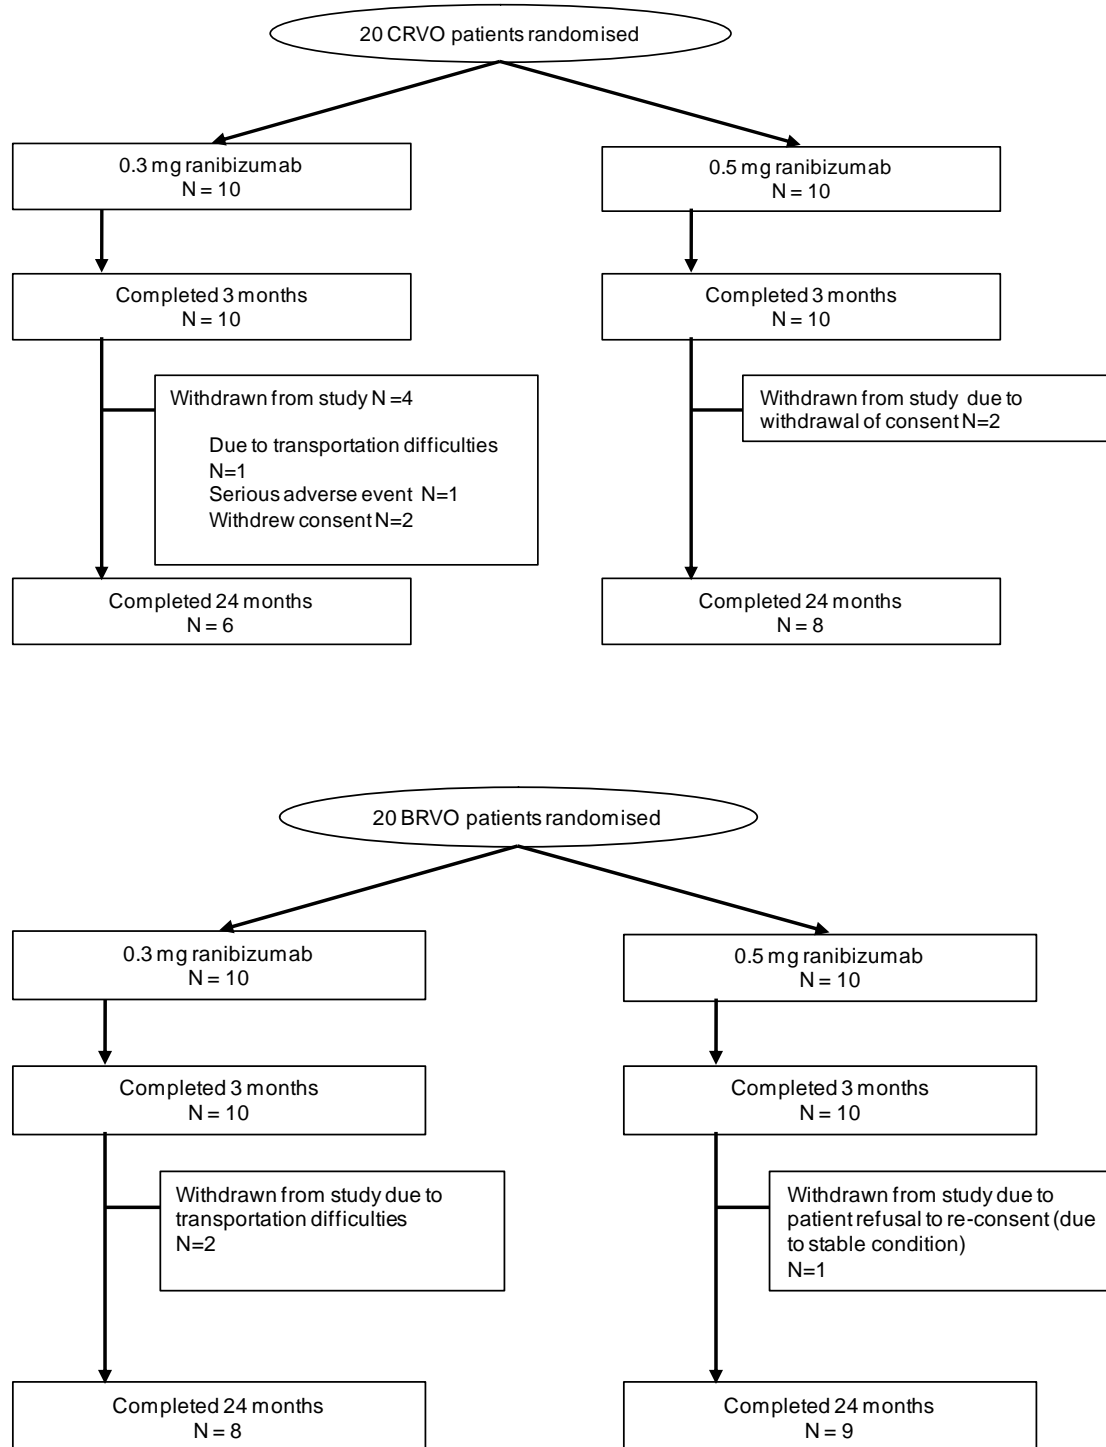 20 CRVO patients randomised
0.3 mg ranibizumab
N = 10
0.5 mg ranibizumab
N = 10
Completed 3 months
N = 10
Completed 3 months
N = 10
Withdrawn from study N =4
Due to transportation difficulties
N=1
Serious adverse event N=1
Withdrew consent N=2
Withdrawn from study due to
withdrawal of consent N=2
Completed 24 months
N = 6
Completed 24 months
N = 8
20 BRVO patients randomised
0.3 mg ranibizumab
N = 10
0.5 mg ranibizumab
N = 10
Completed 3 months
N = 10
Completed 3 months
N = 10
Withdrawn from study due to
transportation difficulties
N=2
Withdrawn from study due to
patient refusal to re-consent (due
to stable condition)
N=1
Completed 24 months
N = 8
Completed 24 months
N = 9